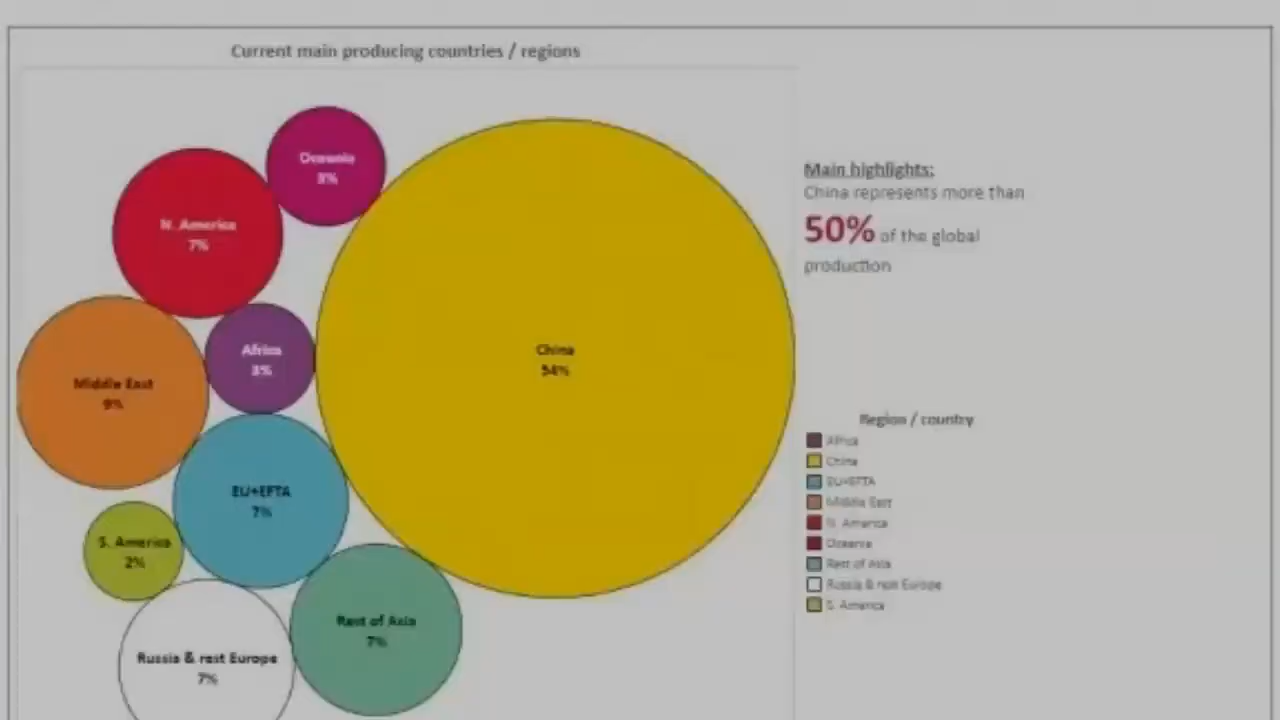 Current main producing countries / regions
Oceania
3%
N. America
7%
Main highlights:
China represents more than
50% of the global
production
Africa
3%
China
54%
Middle East
9%
Region / country
Africa
China
EU+EFTA
Middle East
N. America
Oceania
Rest of Asia
Russia & rest Europe
S. America
EU+EFTA
7%
S. America
2%
Rest of Asia
7%
Russia & rest Europe
7%